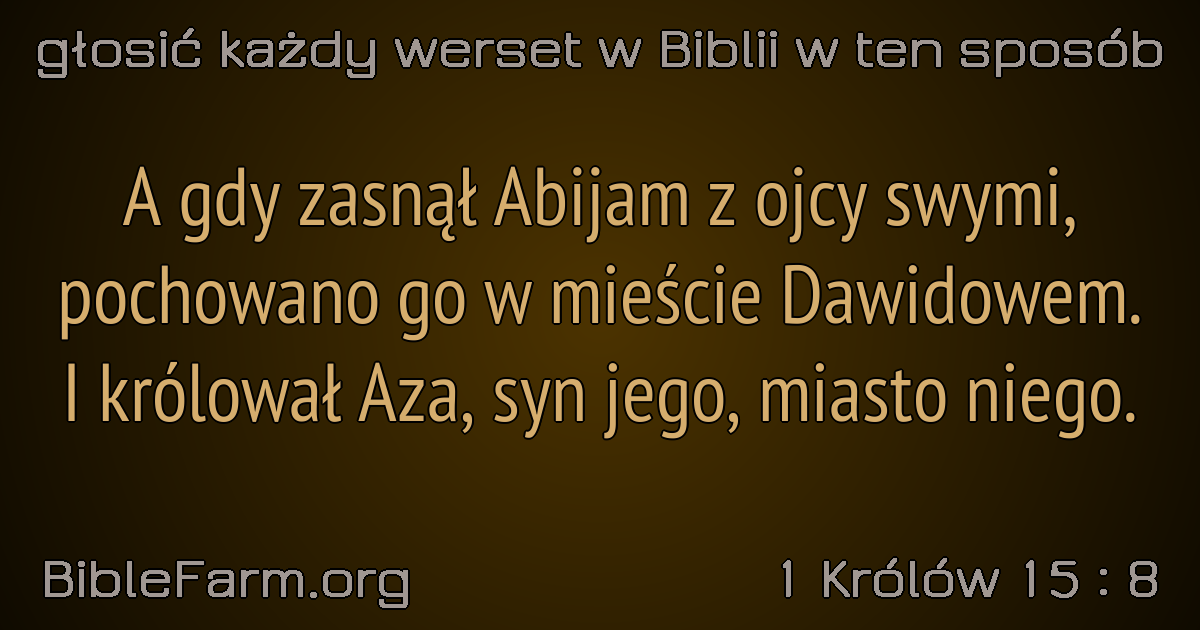 głosić każdy werset w Biblii w ten sposób
A gdy zasnął Abijam z ojcy swymi,
pochowano go w mieście Dawidowem.
I królował Aza, syn jego, miasto niego.
BibleFarm.org
1 Królów 15 : 8